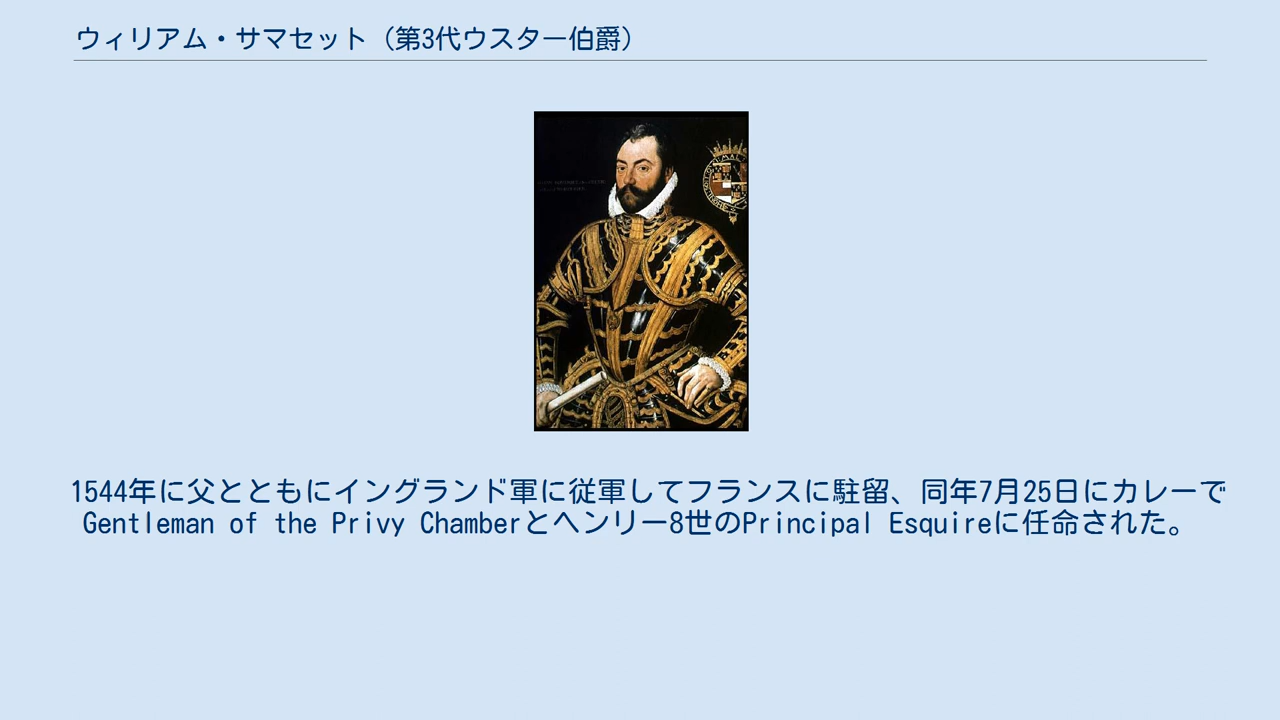 ウィリアム・サマセット（第3代ウスター伯爵）
1544年に父とともにイングランド軍に従軍してフランスに駐留、同年7月25日にカレーで
Gentleman of the Privy Chamberとヘンリー8世のPrincipal Esquireに任命された。